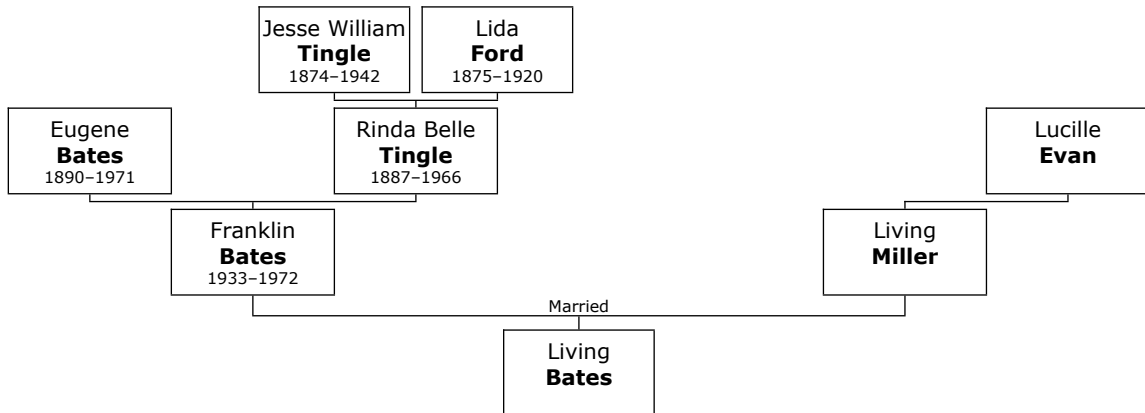 Jesse William
Tingle
1874–1942
Lida
Ford
1875–1920
Eugene
Bates
1890–1971
Rinda Belle
Tingle
1887–1966
Lucille
Evan
Franklin
Bates
1933–1972
Living
Miller
Married
Living
Bates